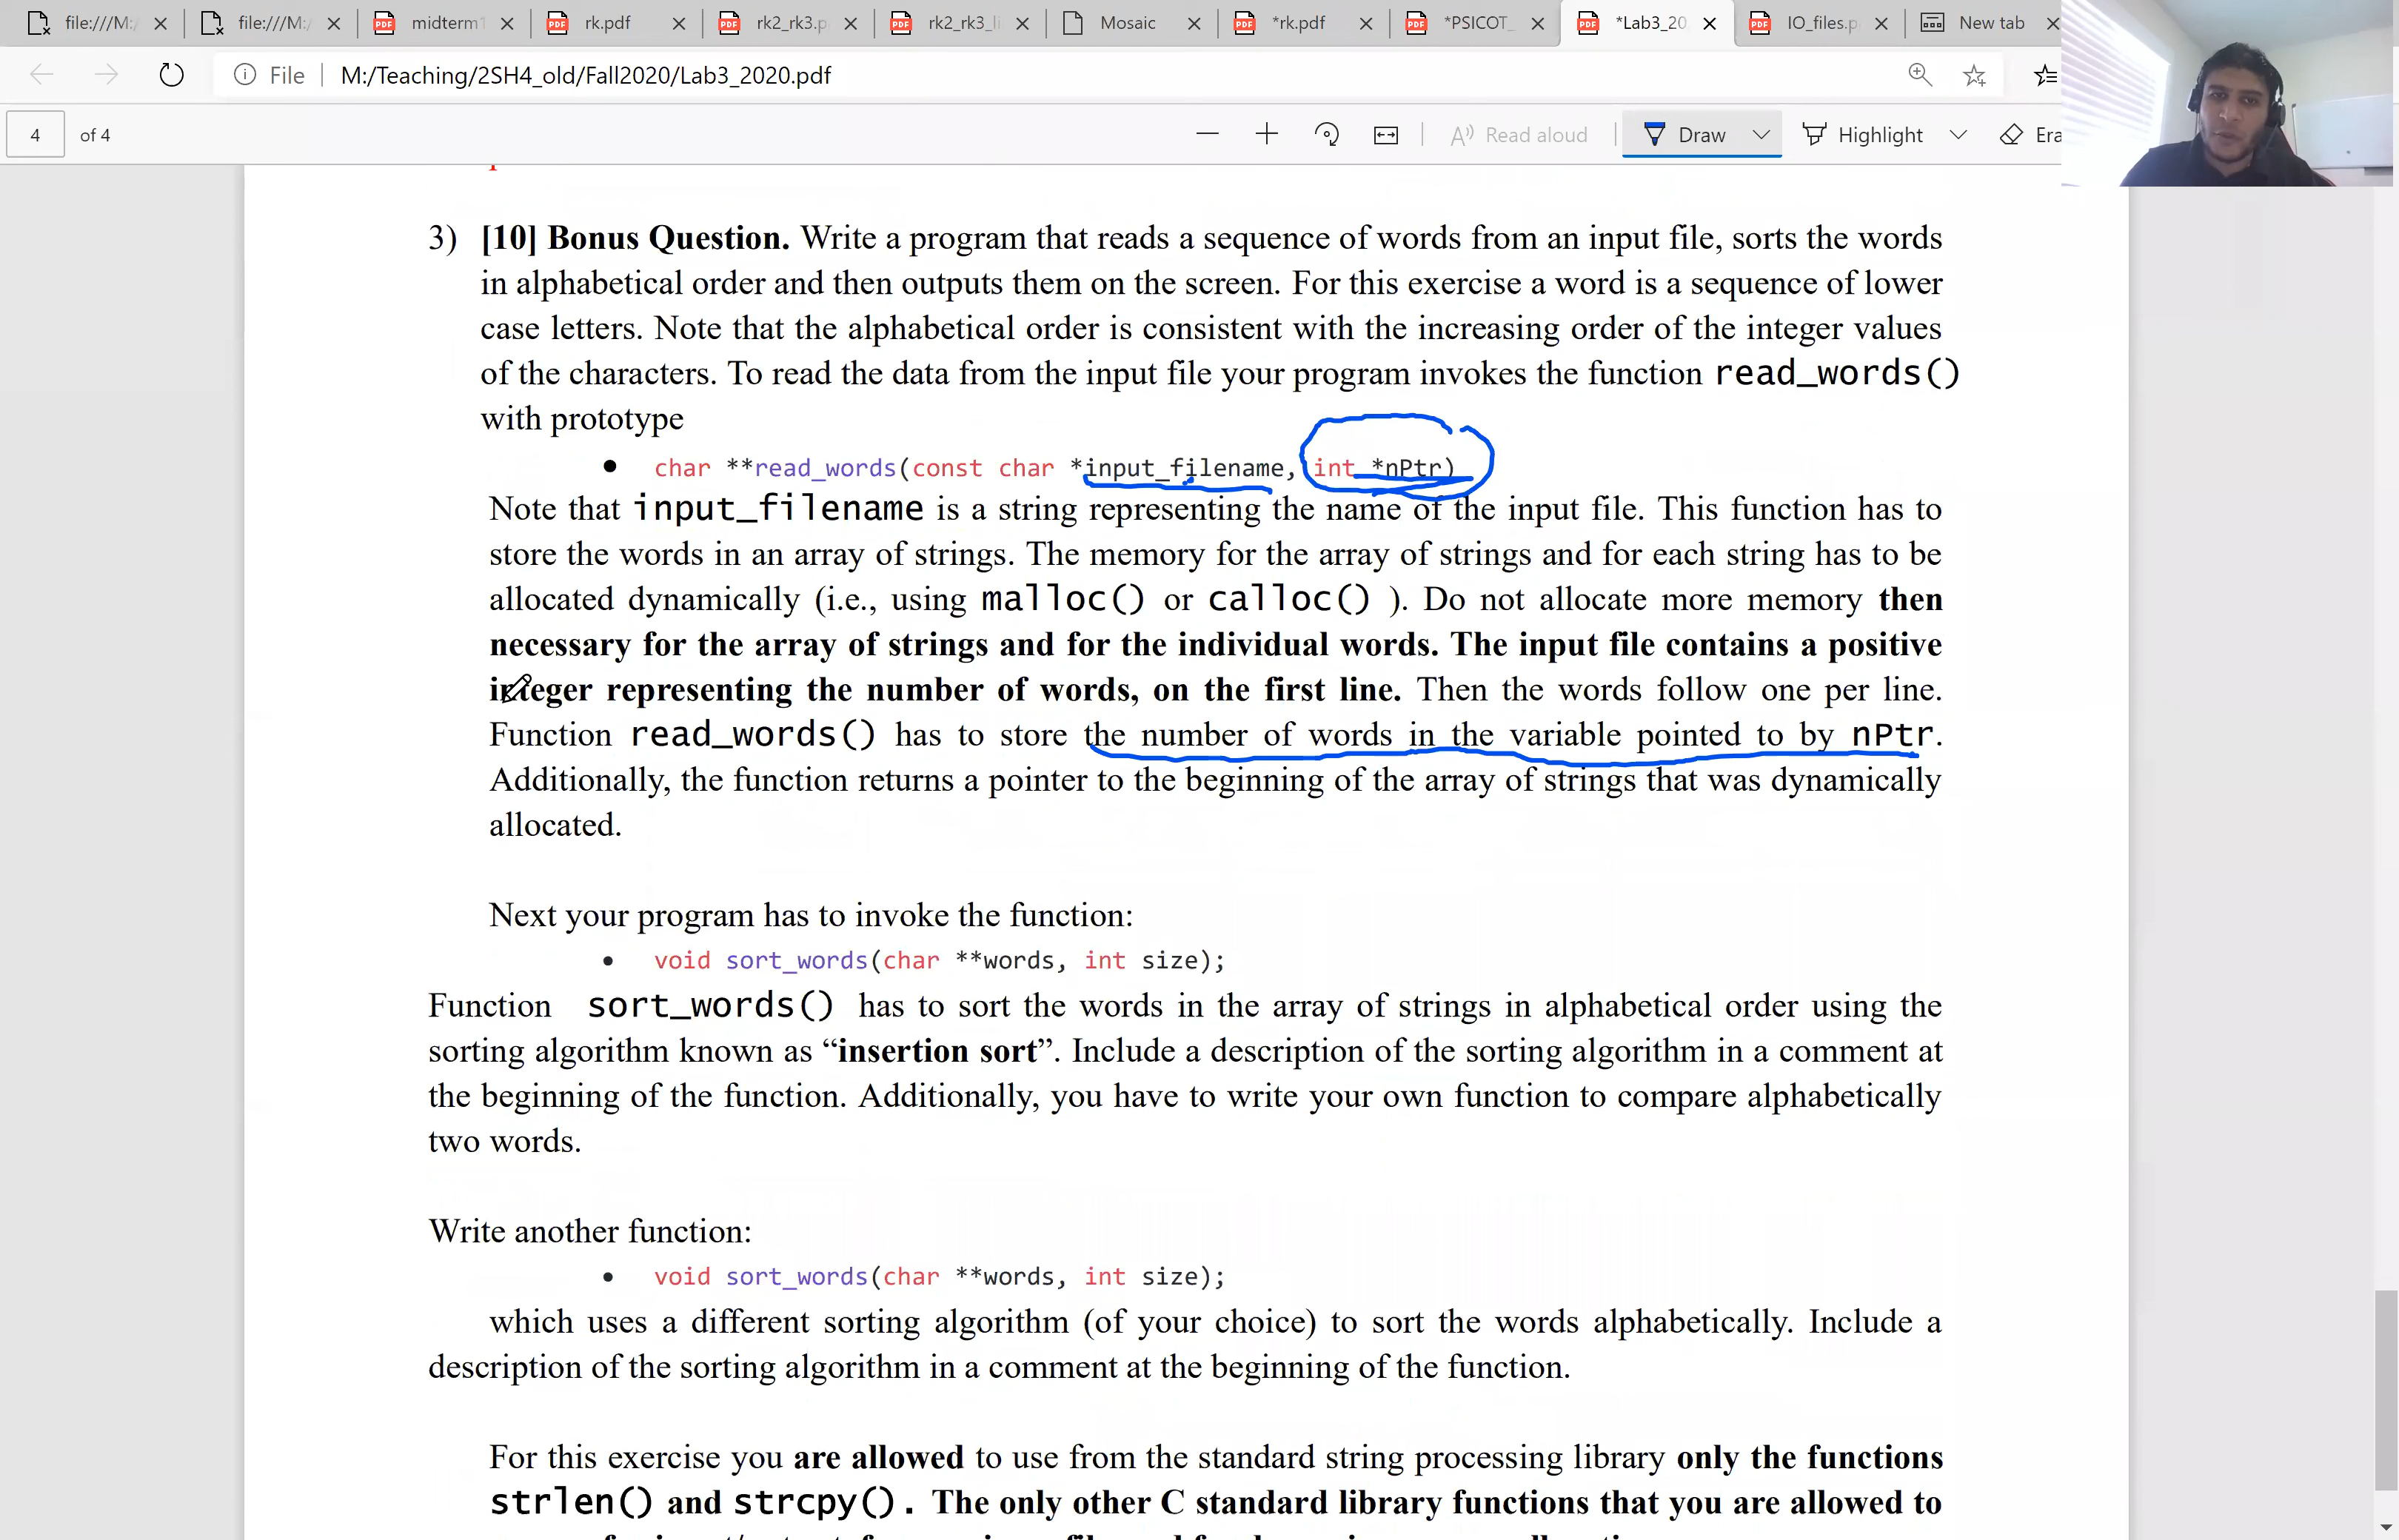 file:///M:/
file:///M:/
midterm1
rk.pdf
rk2_rk3.p
rk2_rk3_li
Mosaic
*rk.pdf
*PSICOT_
*Lab3_20
IO_files.p
New tab
File
M:/Teaching/2SH4_old/Fall2020/Lab3_2020.pdf
4
of 4
Read aloud
Draw
Highlight
Era
3) [10] Bonus Question. Write a program that reads a sequence of words from an input file, sorts the words
in alphabetical order and then outputs them on the screen. For this exercise a word is a sequence of lower
case letters. Note that the alphabetical order is consistent with the increasing order of the integer values
of the characters. To read the data from the input file your program invokes the function read_words()
with prototype
• char **read_words(const char *input_filename, int *nPtr)
Note that input_filename is a string representing the name of the input file. This function has to
store the words in an array of strings. The memory for the array of strings and for each string has to be
allocated dynamically (i.e., using malloc() or calloc() ). Do not allocate more memory then
necessary for the array of strings and for the individual words. The input file contains a positive
integer representing the number of words, on the first line. Then the words follow one per line.
Function read_words() has to store the number of words in the variable pointed to by nPtr.
Additionally, the function returns a pointer to the beginning of the array of strings that was dynamically
allocated.
Next your program has to invoke the function:
• void sort_words(char **words, int size);
Function sort_words() has to sort the words in the array of strings in alphabetical order using the
sorting algorithm known as “insertion sort”. Include a description of the sorting algorithm in a comment at
the beginning of the function. Additionally, you have to write your own function to compare alphabetically
two words.
Write another function:
• void sort_words(char **words, int size);
which uses a different sorting algorithm (of your choice) to sort the words alphabetically. Include a
description of the sorting algorithm in a comment at the beginning of the function.
For this exercise you are allowed to use from the standard string processing library only the functions
strlen() and strcpy(). The only other C standard library functions that you are allowed to